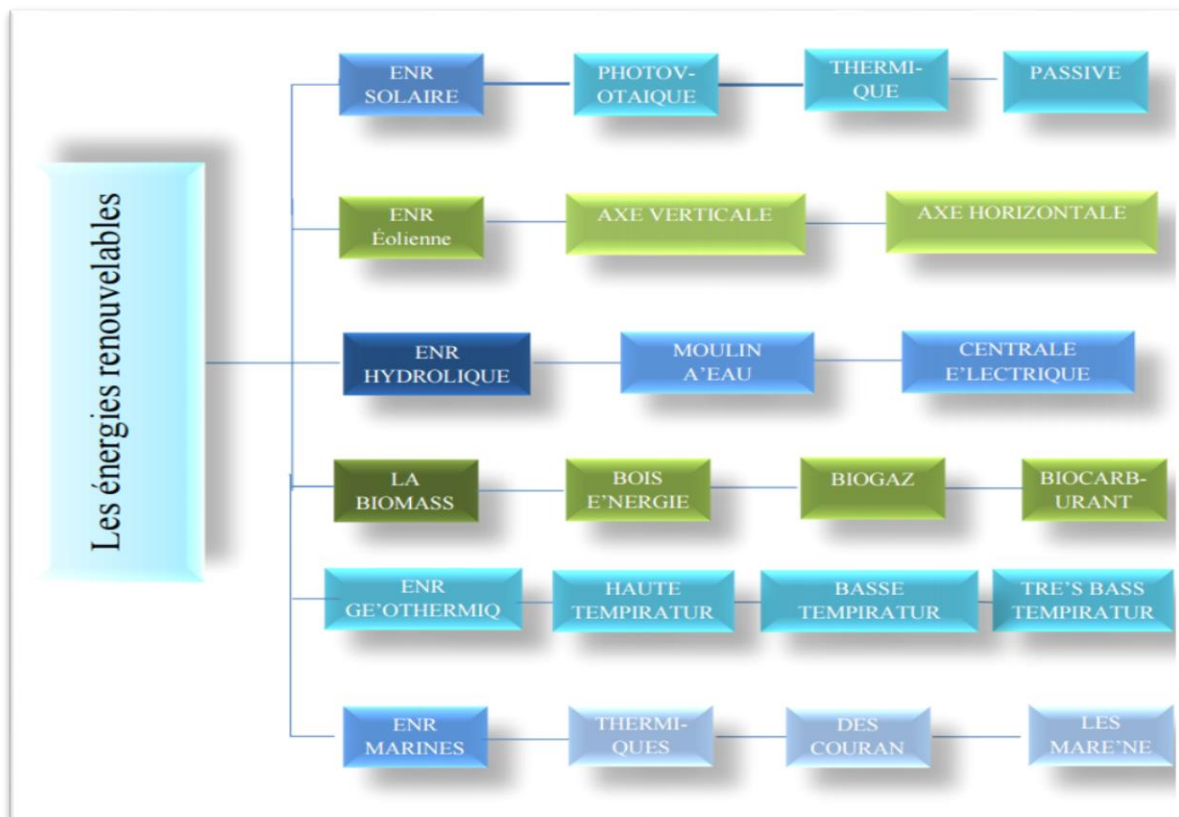 Les énergies renouvelables
ENR
SOLAIRE
PHOTOV-
OTAIQUE
THERMI-
QUE
PASSIVE
ENR
Éolienne
AXE VERTICALE
AXE HORIZONTALE
ENR
HYDROLIQUE
MOULIN
A’EAU
CENTRALE
E’LECTRIQUE
LA
BIOMASS
BOIS
E’NERGIE
BIOGAZ
BIOCARB-
URANT
ENR
GE’OTHERMIQ
HAUTE
TEMPIRATUR
BASSE
TEMPIRATUR
TRE’S BASS
TEMPIRATUR
ENR
MARINES
THERMI-
QUES
DES
COURAN
LES
MARE’NE